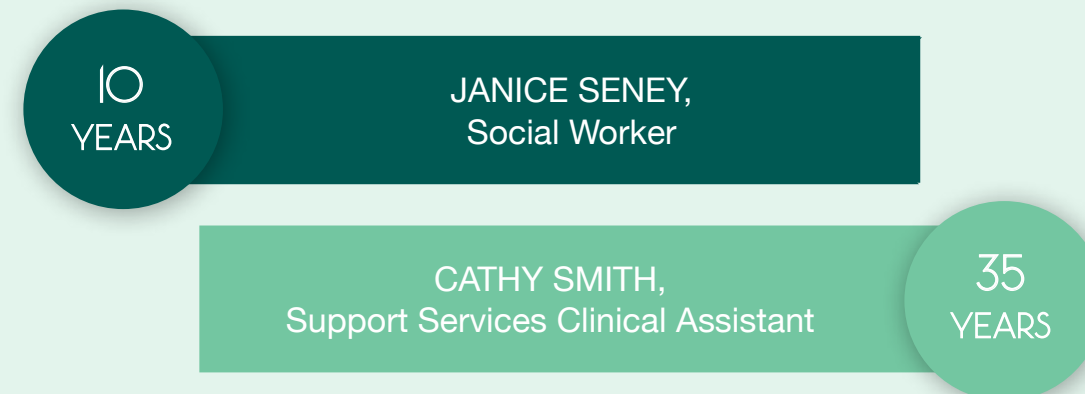 10
YEARS
JANICE SENEY,
Social Worker
CATHY SMITH,
Support Services Clinical Assistant
35
YEARS